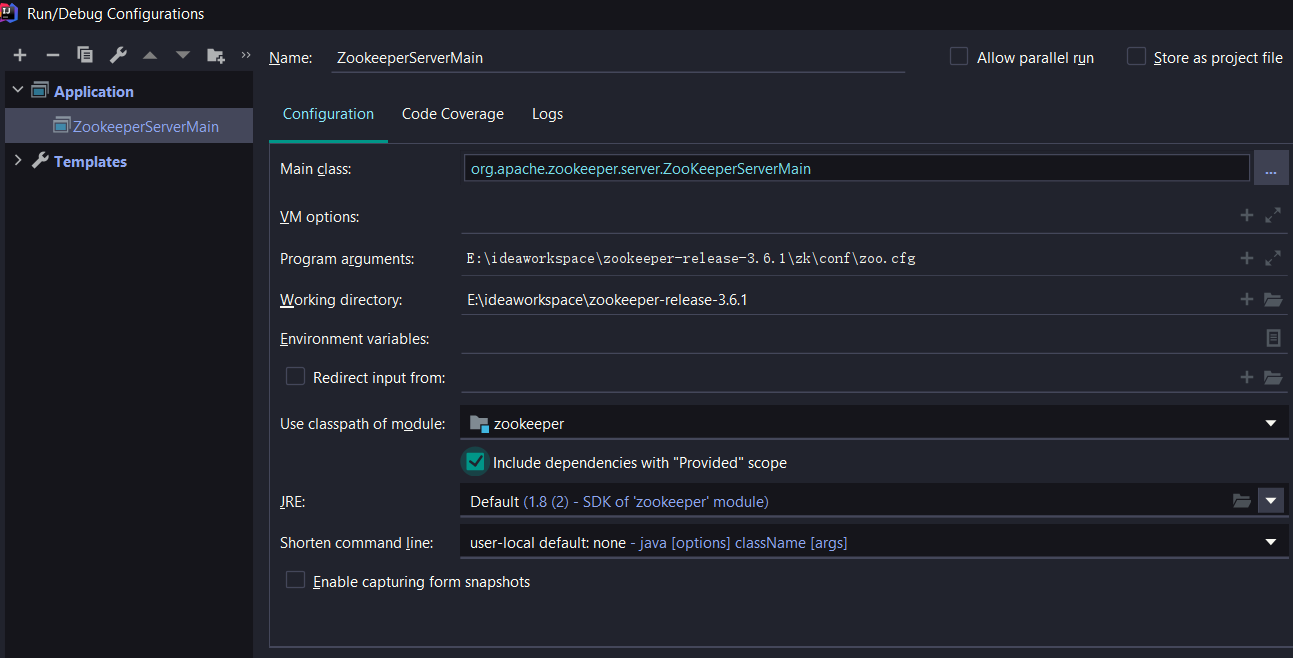 Run/Debug Configurations
Name: ZookeeperServerMain
Allow parallel run
Store as project file
Application
ZookeeperServerMain
Templates
Configuration Code Coverage Logs
Main class: org.apache.zookeeper.server.ZooKeeperServerMain ...
VM options:
Program arguments: E:\ideaworkspace\zookeeper-release-3.6.1\zk\conf\zoo.cfg
Working directory: E:\ideaworkspace\zookeeper-release-3.6.1
Environment variables:
Redirect input from:
Use classpath of module: zookeeper
Include dependencies with "Provided" scope
JRE: Default (1.8 (2) - SDK of 'zookeeper' module)
Shorten command line: user-local default: none - java [options] className [args]
Enable capturing form snapshots